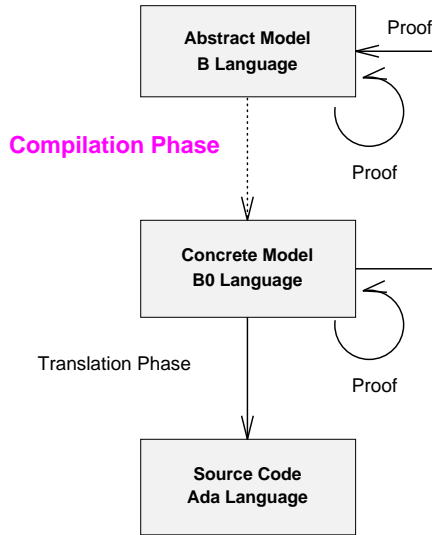 Abstract Model
B Language
Proof
Compilation Phase
Proof
Concrete Model
B0 Language
Translation Phase
Proof
Source Code
Ada Language